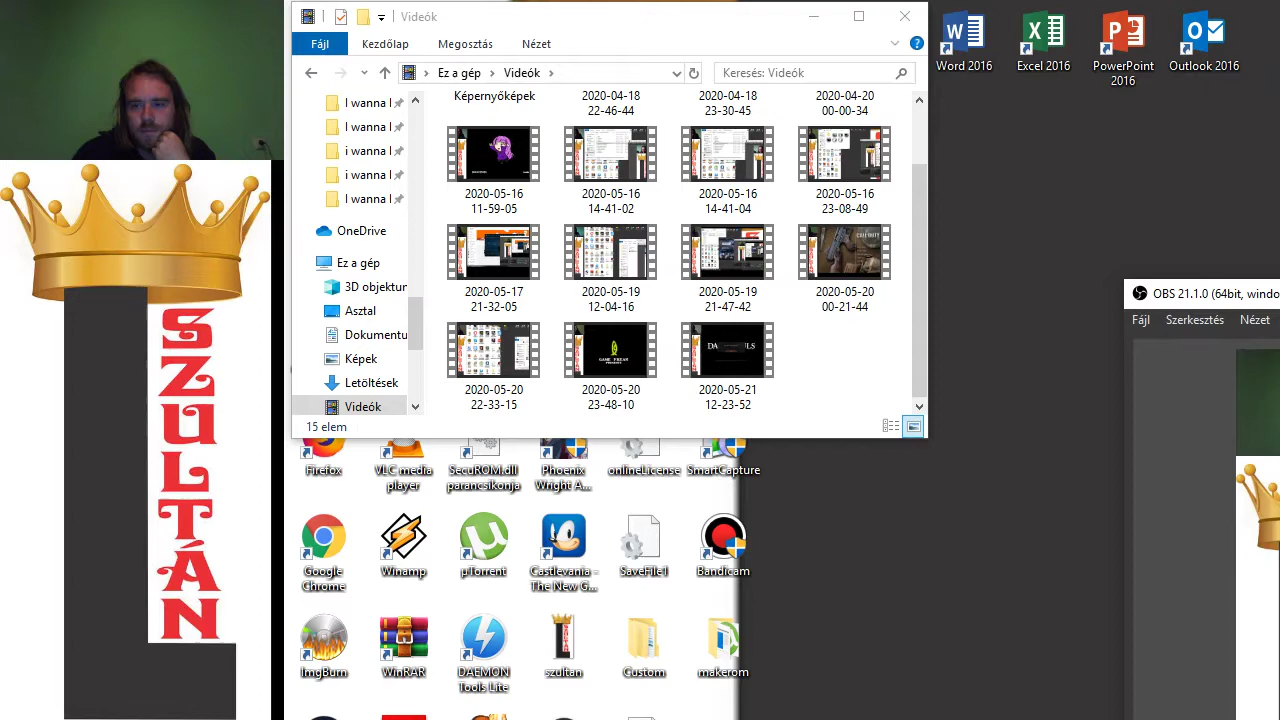 Videók
Fájl
Kezdőlap
Megosztás
Nézet
Ez a gép
Videók
Keresés: Videók
I wanna I
I wanna I
i wanna I
i wanna I
I wanna I
OneDrive
Ez a gép
3D objektur
Asztal
Dokumentu
Képek
Letöltések
Videók
Képernyőképek
2020-04-18
22-46-44
2020-04-18
23-30-45
2020-04-20
00-00-34
2020-05-16
11-59-05
2020-05-16
14-41-02
2020-05-16
14-41-04
2020-05-16
23-08-49
2020-05-17
21-32-05
2020-05-19
12-04-16
2020-05-19
21-47-42
2020-05-20
00-21-44
GAME FREAK
PRESENTS
2020-05-20
22-33-15
2020-05-20
23-48-10
2020-05-21
12-23-52
15 elem
Word 2016
Excel 2016
PowerPoint
2016
Outlook 2016
OBS 21.1.0 (64bit, windo
Fájl
Szerkesztés
Nézet
SZULTÁN
Firefox
VLC media
player
SecuROM.dll
parancsikonja
Phoenix
Wright A...
onlineLicense
SmartCapture
Google
Chrome
Winamp
µTorrent
Castlevania -
The New G...
SaveFile1
Bandicam
ImgBurn
WinRAR
DAEMON
Tools Lite
szultan
Custom
makerom